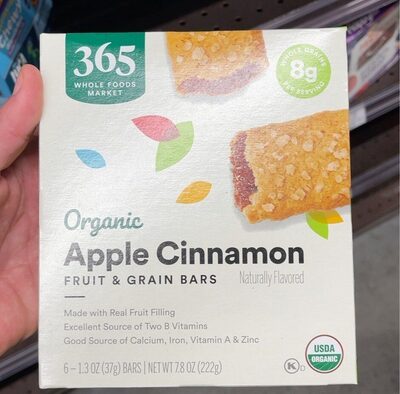 365
WHOLE FOODS
MARKET
WHOLE GRAINS
8g
PER SERVING
Organic
Apple Cinnamon
FRUIT & GRAIN BARS
Naturally Flavored
Made with Real Fruit Filling
Excellent Source of Two B Vitamins
Good Source of Calcium, Iron, Vitamin A & Zinc
6 – 1.3 OZ (37g) BARS | NET WT 7.8 OZ (222g)
K D
USDA
ORGANIC